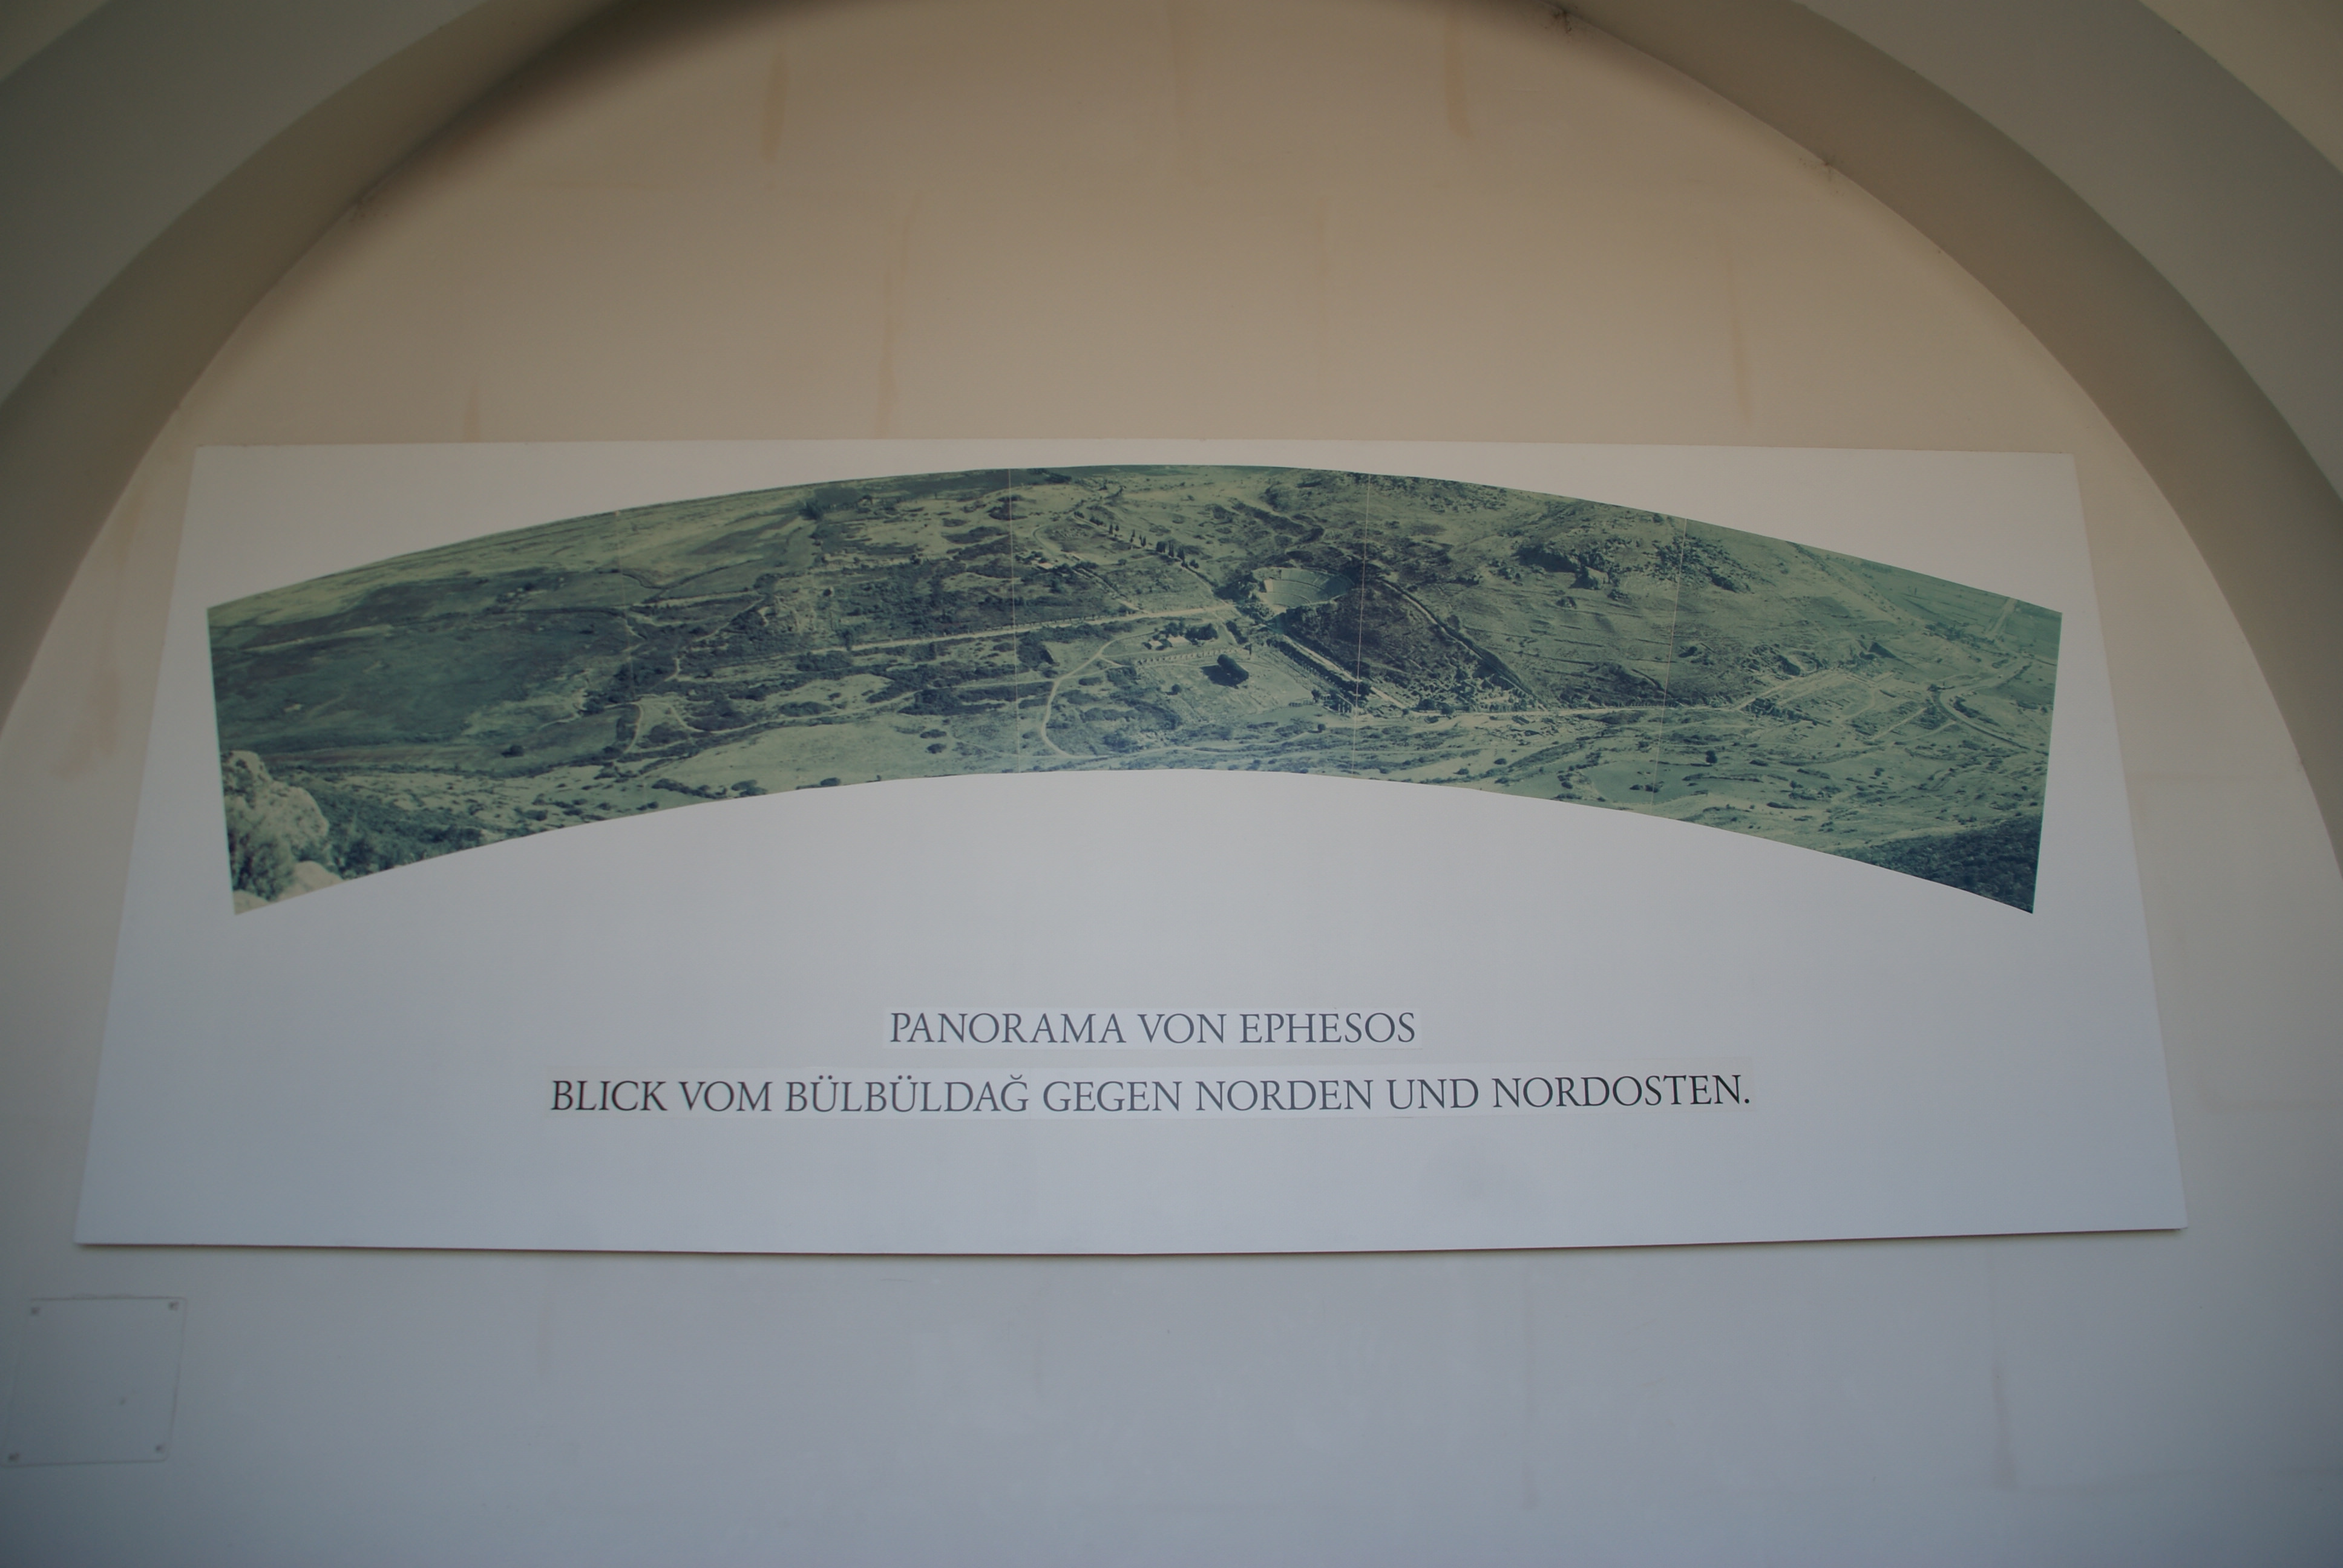 PANORAMA VON EPHESOS
BLICK VOM BÜLBÜLDAĞ GEGEN NORDEN UND NORDOSTEN.